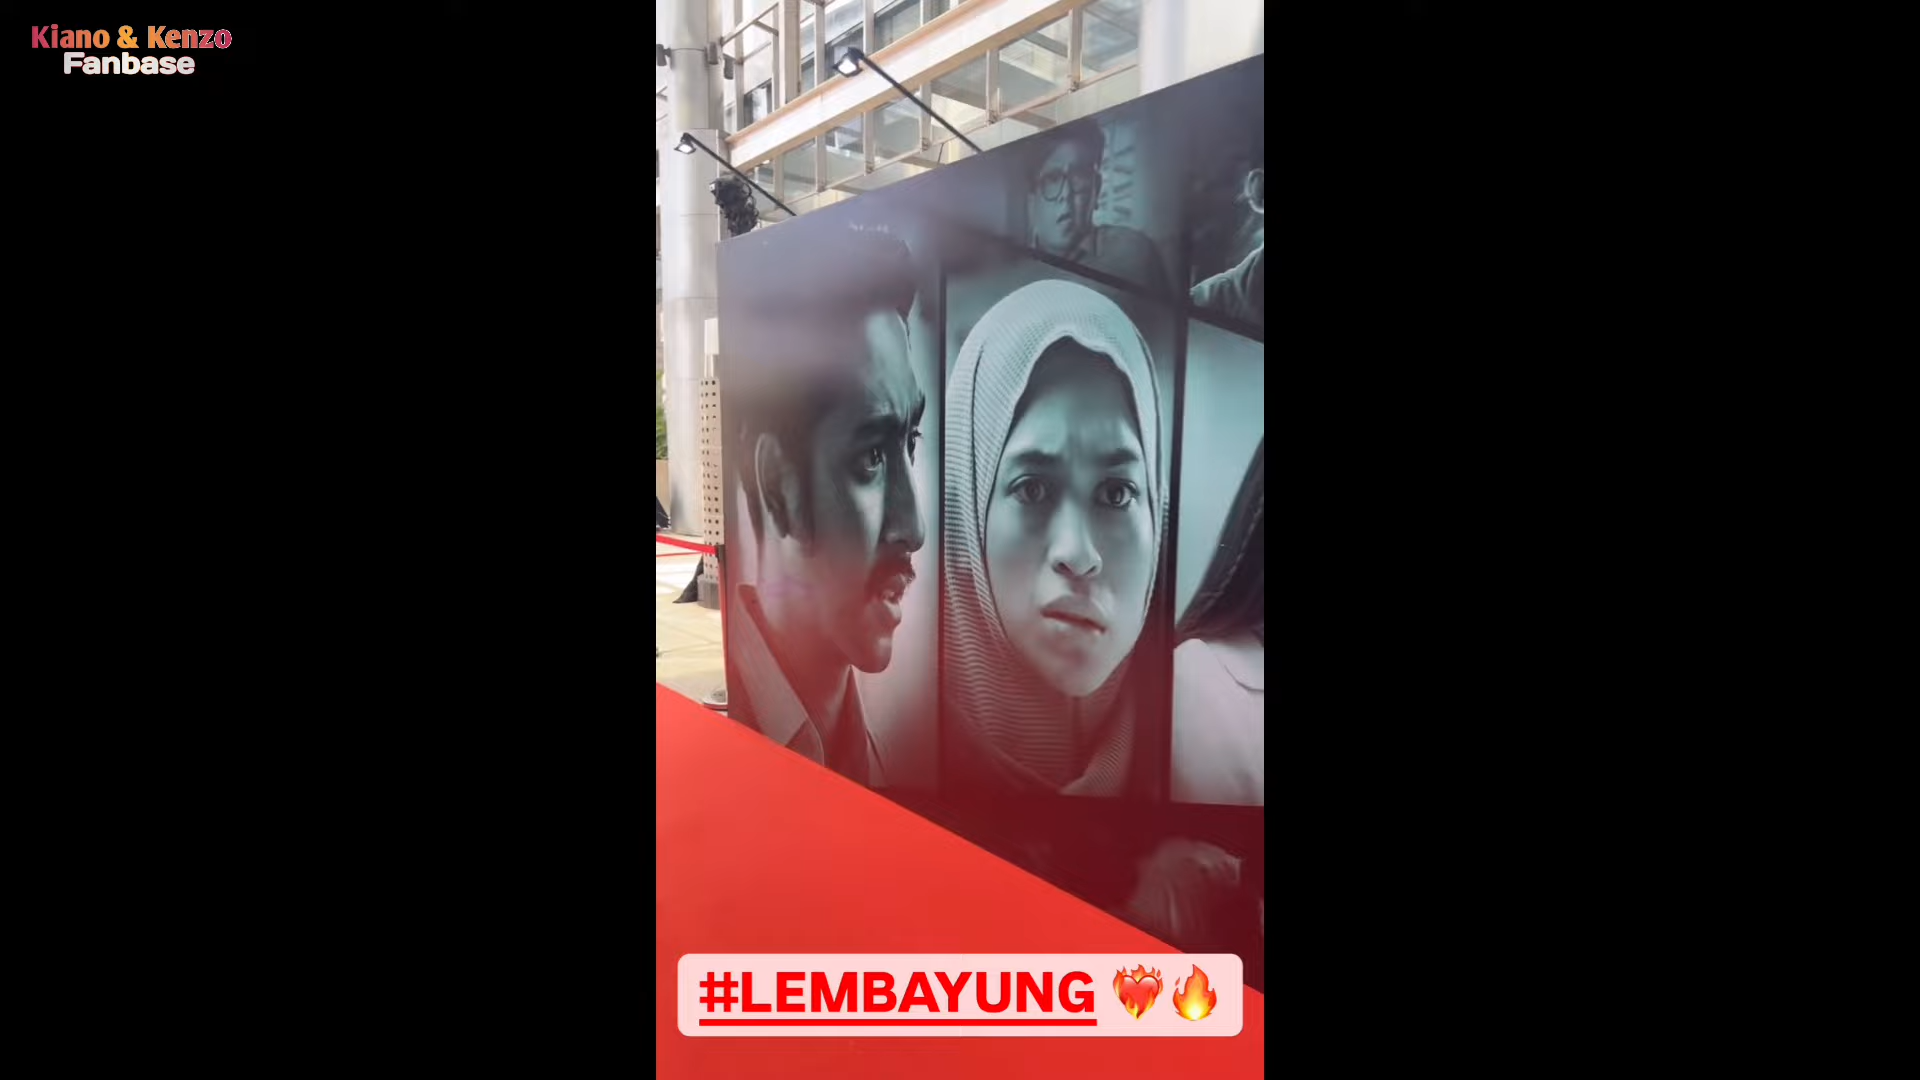 Kiano & Kenzo
Fanbase
#LEMBAYUNG ❤️‍🔥🔥